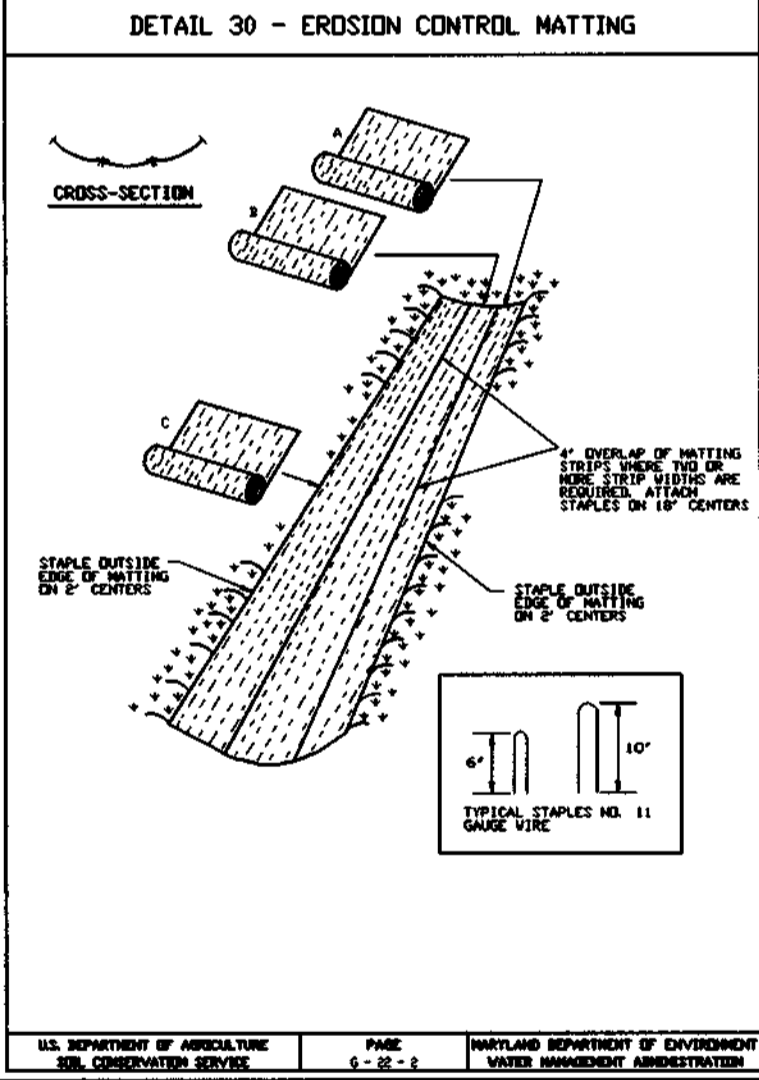 DETAIL 30 - EROSION CONTROL MATTING
CROSS-SECTION
A
B
C
4" OVERLAP OF MATTING
STRIPS WHERE TWO OR
MORE STRIP WIDTHS ARE
REQUIRED. ATTACH
STAPLES ON 18" CENTERS
STAPLE OUTSIDE
EDGE OF MATTING
ON 2' CENTERS
STAPLE OUTSIDE
EDGE OF MATTING
ON 2' CENTERS
6"
10"
TYPICAL STAPLES NO. 11
GAUGE WIRE
U.S. DEPARTMENT OF AGRICULTURE
SOIL CONSERVATION SERVICE
PAGE
G - 22 - 2
MARYLAND DEPARTMENT OF ENVIRONMENT
WATER MANAGEMENT ADMINISTRATION